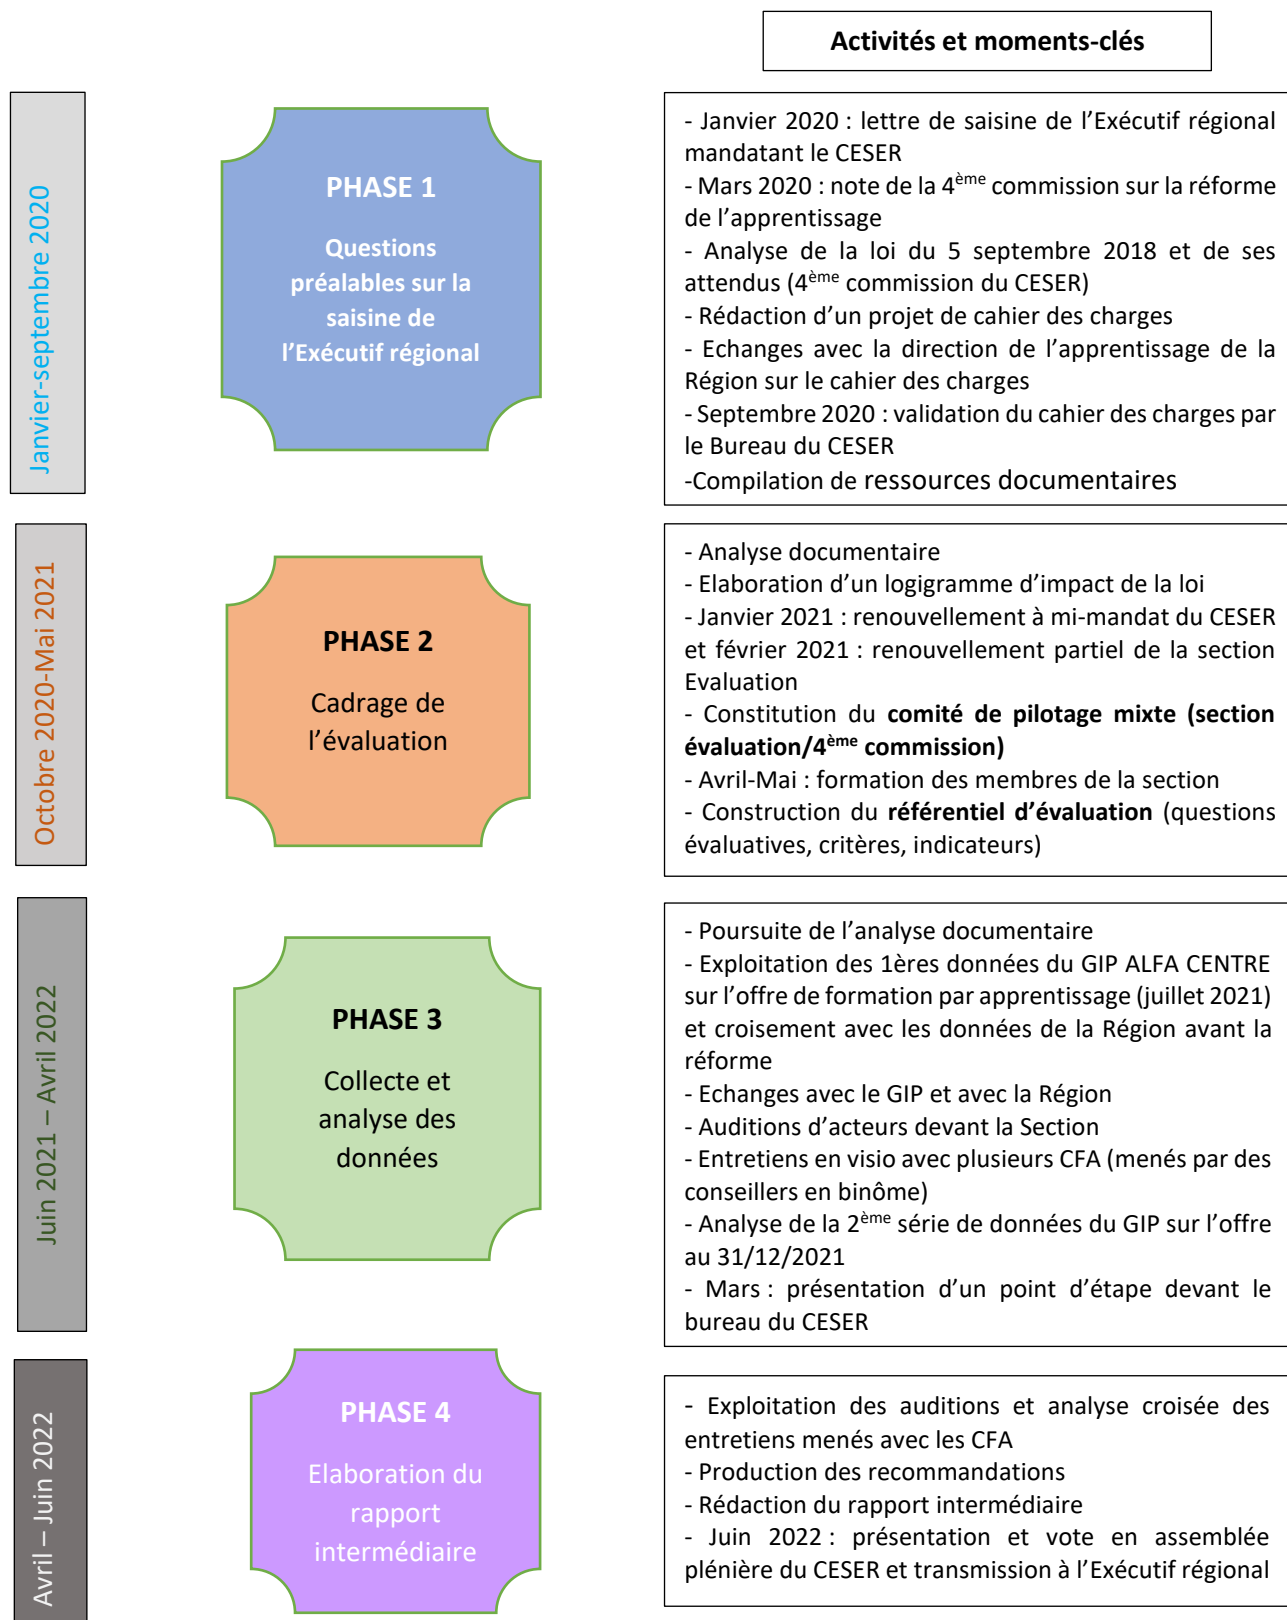 Activités et moments-clés
Janvier-septembre 2020
PHASE 1
Questions
préalables sur la
saisine de
l’Exécutif régional
- Janvier 2020 : lettre de saisine de l’Exécutif régional
mandatant le CESER
- Mars 2020 : note de la 4ème commission sur la réforme
de l’apprentissage
- Analyse de la loi du 5 septembre 2018 et de ses
attendus (4ème commission du CESER)
- Rédaction d’un projet de cahier des charges
- Echanges avec la direction de l’apprentissage de la
Région sur le cahier des charges
- Septembre 2020 : validation du cahier des charges par
le Bureau du CESER
-Compilation de ressources documentaires
Octobre 2020-Mai 2021
PHASE 2
Cadrage de
l’évaluation
- Analyse documentaire
- Elaboration d’un logigramme d’impact de la loi
- Janvier 2021 : renouvellement à mi-mandat du CESER
et février 2021 : renouvellement partiel de la section
Evaluation
- Constitution du comité de pilotage mixte (section
évaluation/4ème commission)
- Avril-Mai : formation des membres de la section
- Construction du référentiel d’évaluation (questions
évaluatives, critères, indicateurs)
Juin 2021 – Avril 2022
PHASE 3
Collecte et
analyse des
données
- Poursuite de l’analyse documentaire
- Exploitation des 1ères données du GIP ALFA CENTRE
sur l’offre de formation par apprentissage (juillet 2021)
et croisement avec les données de la Région avant la
réforme
- Echanges avec le GIP et avec la Région
- Auditions d’acteurs devant la Section
- Entretiens en visio avec plusieurs CFA (menés par des
conseillers en binôme)
- Analyse de la 2ème série de données du GIP sur l’offre
au 31/12/2021
- Mars : présentation d’un point d’étape devant le
bureau du CESER
Avril – Juin 2022
PHASE 4
Elaboration du
rapport
intermédiaire
- Exploitation des auditions et analyse croisée des
entretiens menés avec les CFA
- Production des recommandations
- Rédaction du rapport intermédiaire
- Juin 2022 : présentation et vote en assemblée
plénière du CESER et transmission à l’Exécutif régional